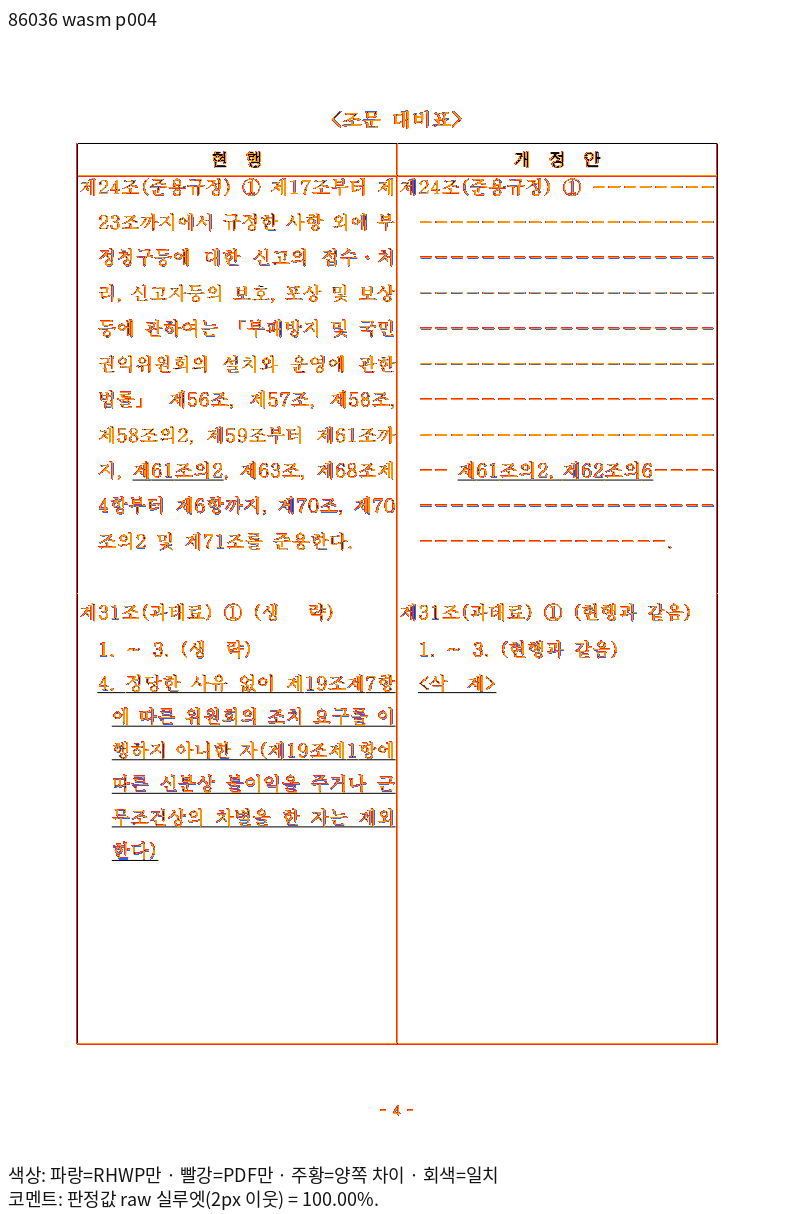 86036 wasm p004
<조문 대비표>
현 행
개 정 안
제24조(준용규정) ① 제17조부터 제
23조까지에서 규정한 사항 외에 부
정청구등에 대한 신고의 접수ㆍ처
리, 신고자등의 보호, 포상 및 보상
등에 관하여는 「부패방지 및 국민
권익위원회의 설치와 운영에 관한
법률」 제56조, 제57조, 제58조,
제58조의2, 제59조부터 제61조까
지, 제61조의2, 제63조, 제68조제
4항부터 제6항까지, 제70조, 제70
조의2 및 제71조를 준용한다.
제24조(준용규정) ① --------
-------------------
-------------------
-------------------
-------------------
-------------------
-------------------
-------------------
-- 제61조의2, 제62조의6----
-------------------
----------------.
제31조(과태료) ① (생 략)
1. ∼ 3. (생 략)
4. 정당한 사유 없이 제19조제7항
에 따른 위원회의 조치 요구를 이
행하지 아니한 자(제19조제1항에
따른 신분상 불이익을 주거나 근
무조건상의 차별을 한 자는 제외
한다)
제31조(과태료) ① (현행과 같음)
1. ∼ 3. (현행과 같음)
<삭 제>
- 4 -
색상: 파랑=RHWP만 · 빨강=PDF만 · 주황=양쪽 차이 · 회색=일치
코멘트: 판정값 raw 실루엣(2px 이웃) = 100.00%.